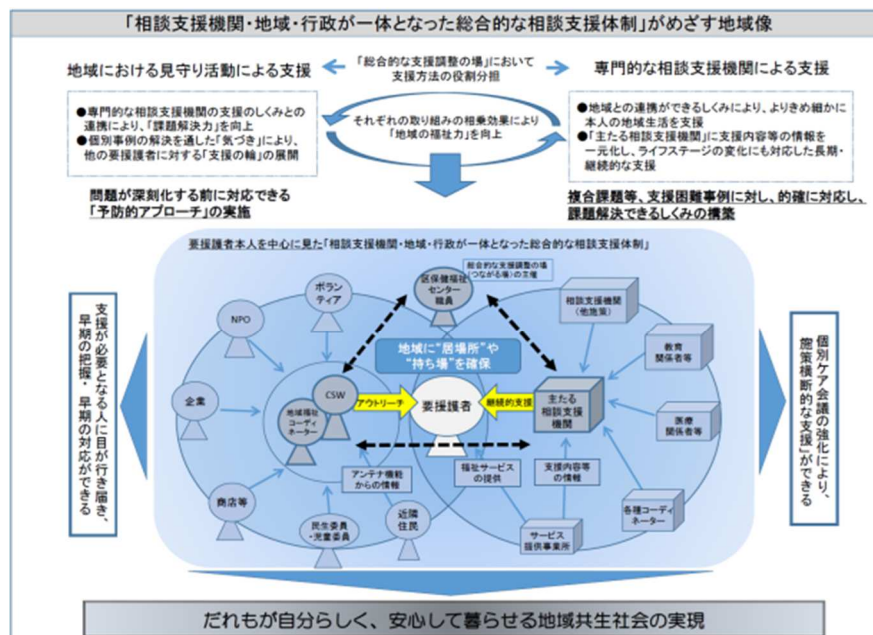 「相談支援機関・地域・行政が一体となった総合的な相談支援体制」がめざす地域像
地域における見守り活動による支援
「総合的な支援調整の場」において
支援方法の役割分担
専門的な相談支援機関による支援
●専門的な相談支援機関の支援のしくみとの
連携により、「課題解決力」を向上
●個別事例の解決を通した「気づき」により、
他の要援護者に対する「支援の輪」の展開
それぞれの取り組みの相乗効果により
「地域の福祉力」を向上
●地域との連携ができるしくみにより、よりきめ細かに
本人の地域生活を支援
●「主たる相談支援機関」に支援内容等の情報を
一元化し、ライフステージの変化にも対応した長期・
継続的な支援
問題が深刻化する前に対応できる
「予防的アプローチ」の実施
複合課題等、支援困難事例に対し、的確に対応し、
課題解決できるしくみの構築
要援護者本人を中心に見た「相談支援機関・地域・行政が一体となった総合的な相談支援体制」
支援が必要となる人に目が行き届き、
早期の把握・早期の対応ができる
ボラン
ティア
NPO
企業
商店等
民生委員
・児童委員
近隣
住民
地域福祉
コーディ
ネーター
CSW
アンテナ機能
からの情報
区保健福祉
センター
職員
総合的な支援調整の場
(つながる場)の主催
地域に“居場所”や
“持ち場”を確保
アウトリーチ
要援護者
継続的支援
主たる
相談支援
機関
福祉サービス
の提供
支援内容等
の情報
サービス
提供事業所
相談支援機関
(他施策)
教育
関係者等
医療
関係者等
各種コーディ
ネーター
個別ケア会議の強化により、
施策横断的な支援」ができる
だれもが自分らしく、安心して暮らせる地域共生社会の実現